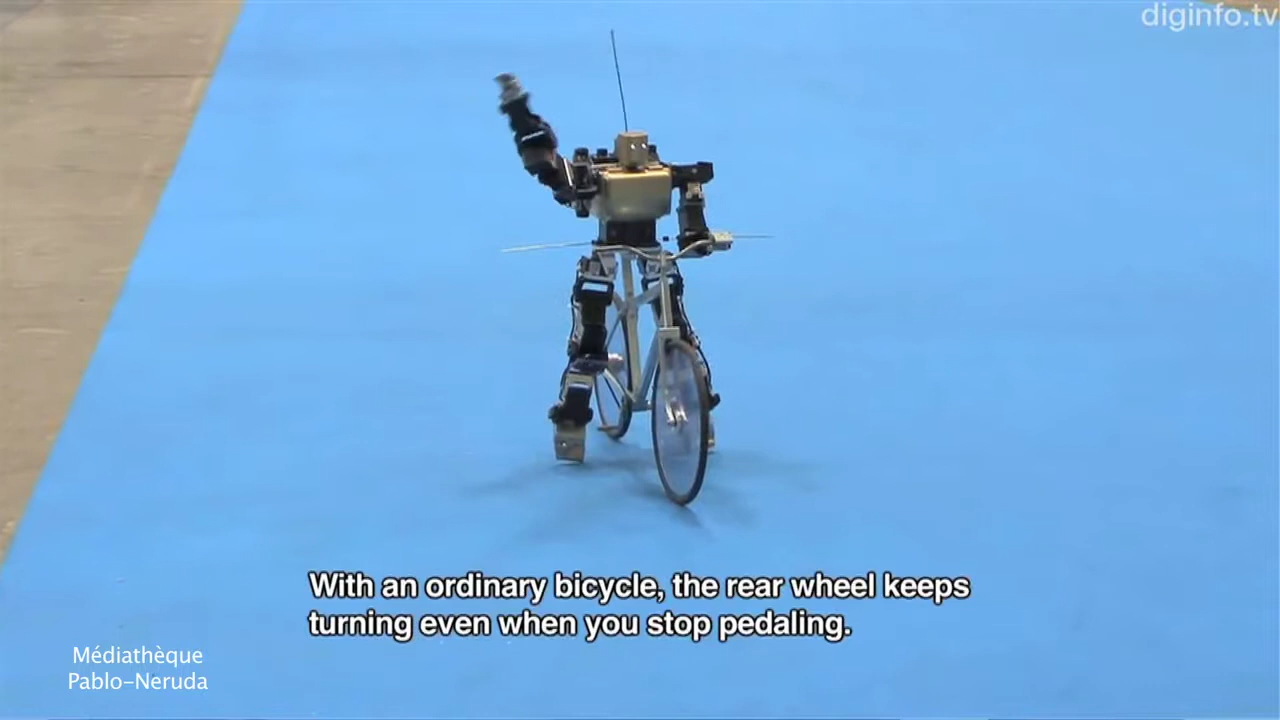 diginfo.tv
With an ordinary bicycle, the rear wheel keeps
turning even when you stop pedaling.
Médiathèque
Pablo-Neruda